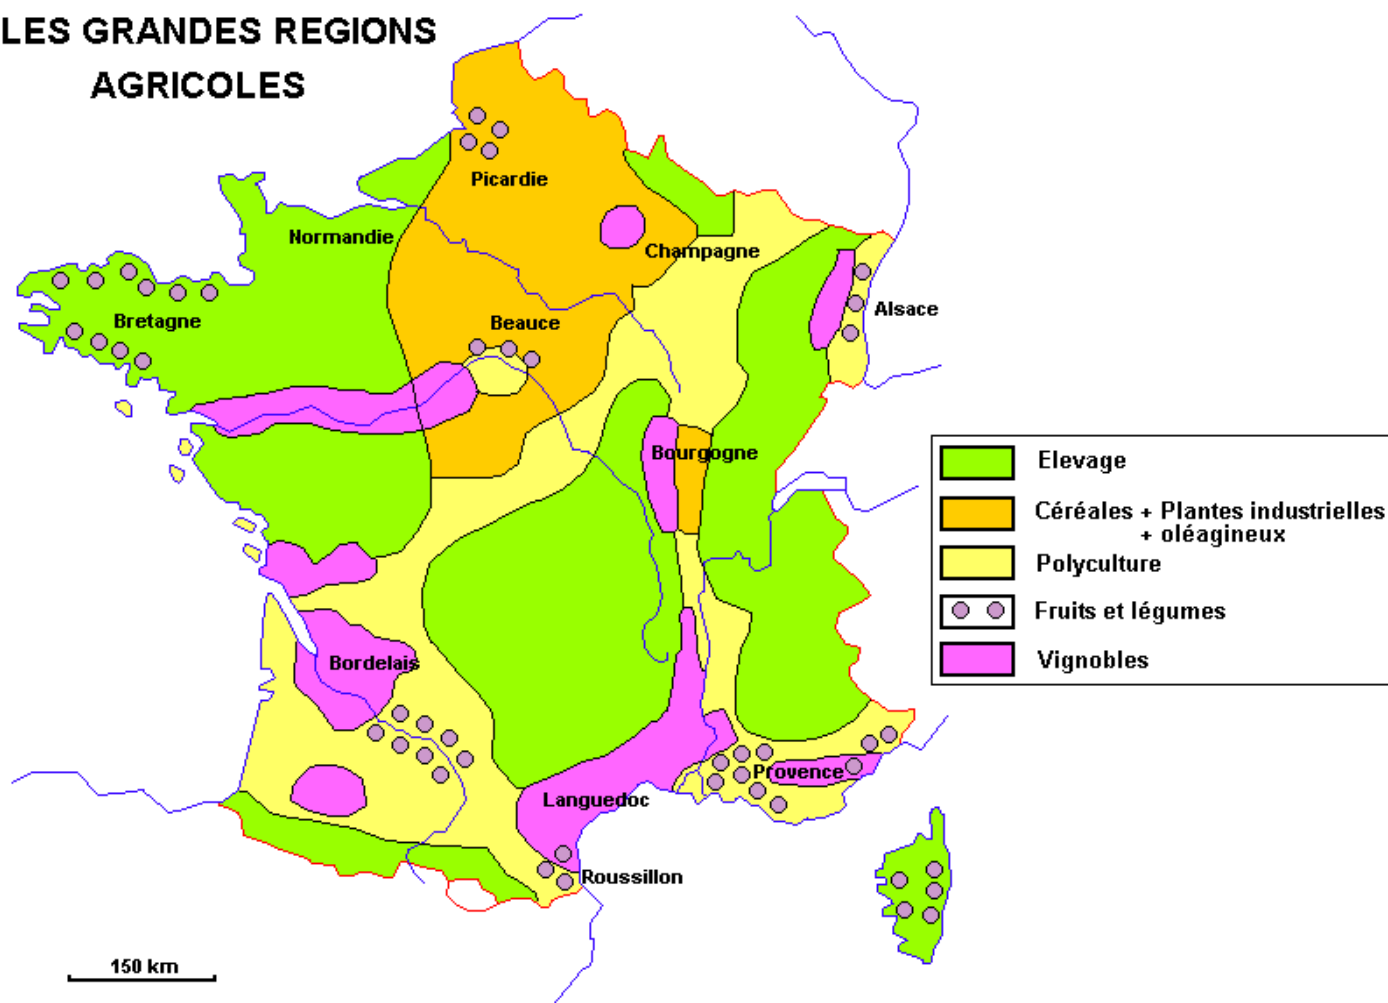 LES GRANDES REGIONS
AGRICOLES
Picardie
Normandie
Champagne
Bretagne
Beauce
Alsace
Bourgogne
Bordelais
Provence
Languedoc
Roussillon
Elevage
Céréales + Plantes industrielles
+ oléagineux
Polyculture
Fruits et légumes
Vignobles
150 km